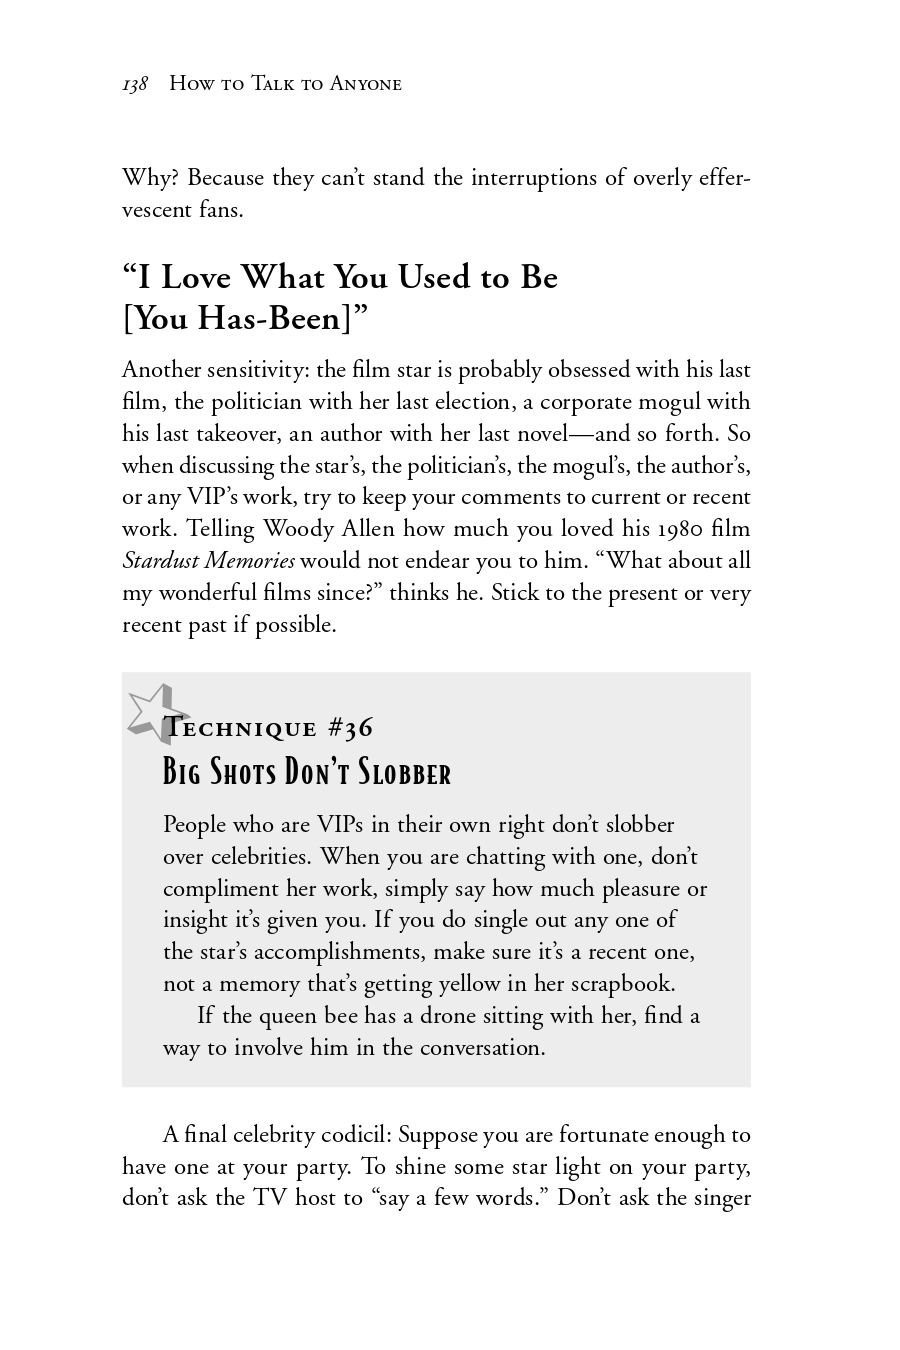 138 How to Talk to Anyone
Why? Because they can’t stand the interruptions of overly effer-
vescent fans.
“I Love What You Used to Be
[You Has-Been]”
Another sensitivity: the film star is probably obsessed with his last
film, the politician with her last election, a corporate mogul with
his last takeover, an author with her last novel—and so forth. So
when discussing the star’s, the politician’s, the mogul’s, the author’s,
or any VIP’s work, try to keep your comments to current or recent
work. Telling Woody Allen how much you loved his 1980 film
Stardust Memories would not endear you to him. “What about all
my wonderful films since?” thinks he. Stick to the present or very
recent past if possible.
Technique #36
Big Shots Don’t Slobber
People who are VIPs in their own right don’t slobber
over celebrities. When you are chatting with one, don’t
compliment her work, simply say how much pleasure or
insight it’s given you. If you do single out any one of
the star’s accomplishments, make sure it’s a recent one,
not a memory that’s getting yellow in her scrapbook.
If the queen bee has a drone sitting with her, find a
way to involve him in the conversation.
A final celebrity codicil: Suppose you are fortunate enough to
have one at your party. To shine some star light on your party,
don’t ask the TV host to “say a few words.” Don’t ask the singer